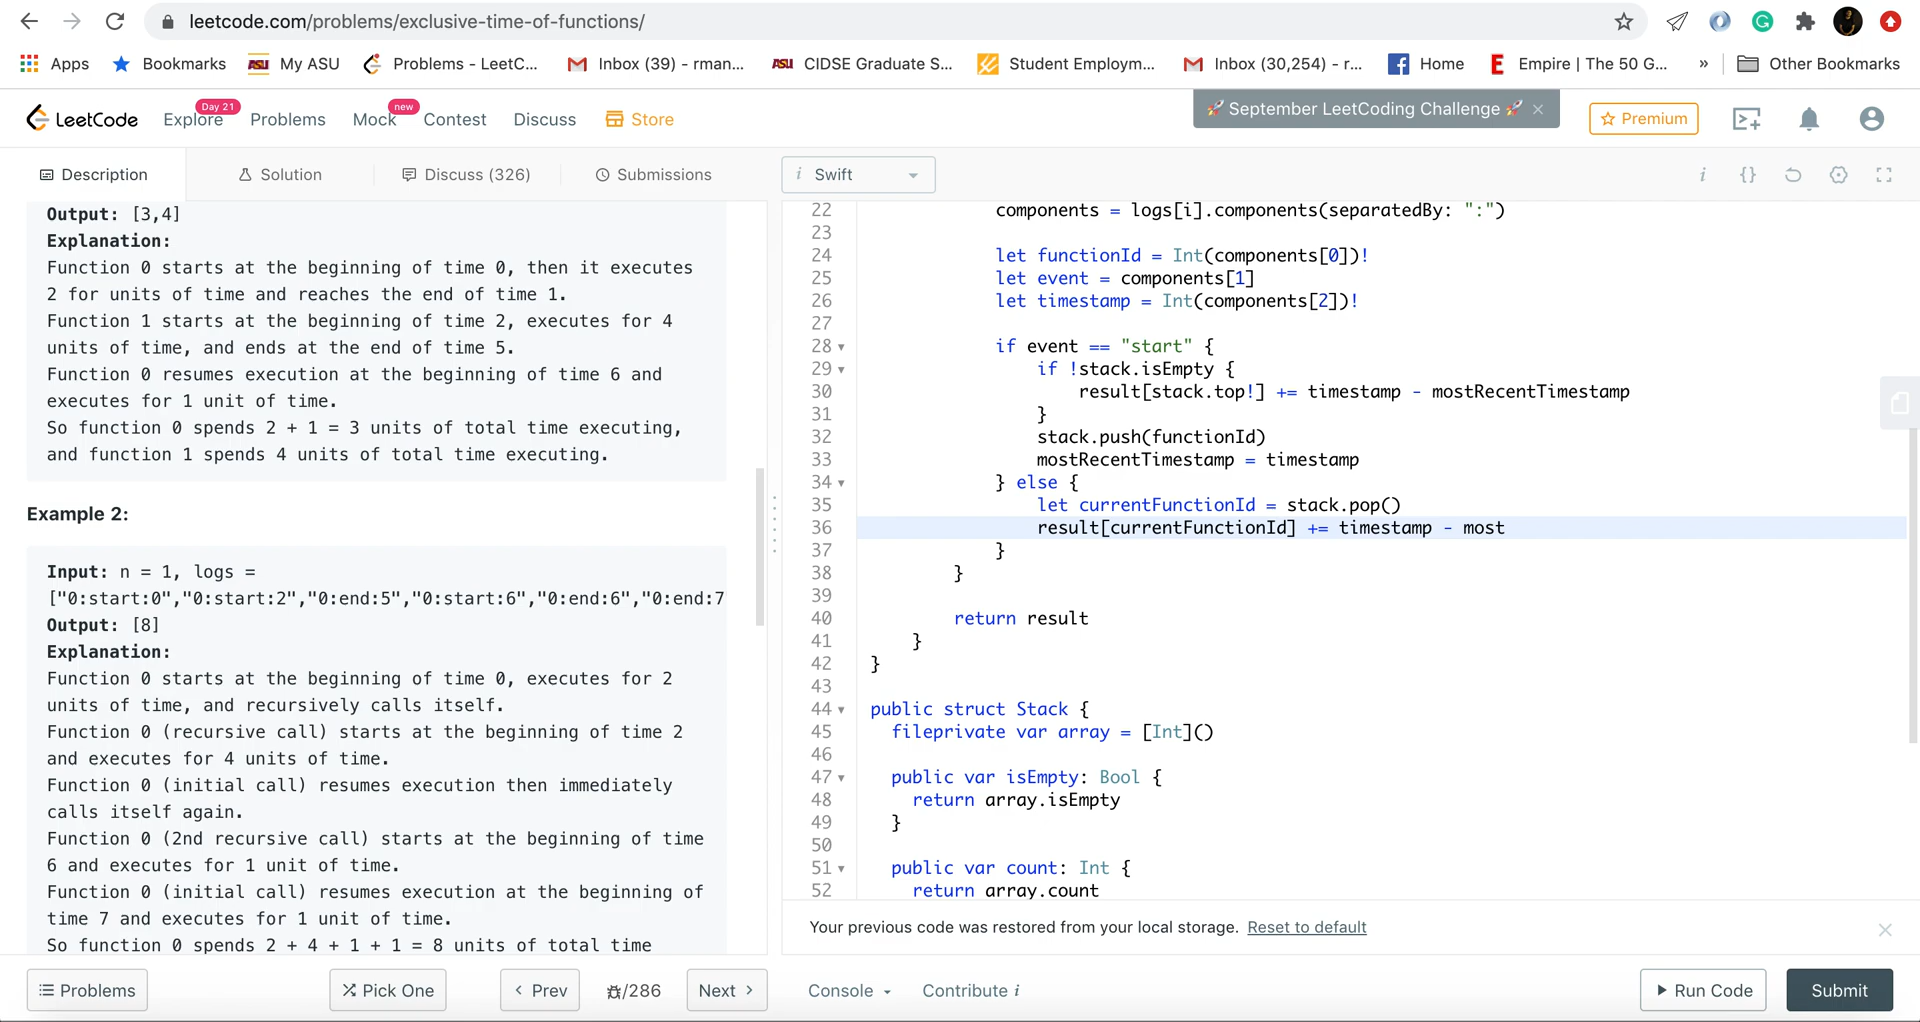 leetcode.com/problems/exclusive-time-of-functions/
Apps Bookmarks My ASU Problems - LeetC... Inbox (39) - rman... CIDSE Graduate S... Student Employm... Inbox (30,254) - r... Home Empire | The 50 G... » Other Bookmarks
LeetCode Explore Day 21 Problems Mock new Contest Discuss Store 🚀 September LeetCoding Challenge 🚀 × Premium
Description Solution Discuss (326) Submissions
Output: [3,4]
Explanation:
Function 0 starts at the beginning of time 0, then it executes
2 for units of time and reaches the end of time 1.
Function 1 starts at the beginning of time 2, executes for 4
units of time, and ends at the end of time 5.
Function 0 resumes execution at the beginning of time 6 and
executes for 1 unit of time.
So function 0 spends 2 + 1 = 3 units of total time executing,
and function 1 spends 4 units of total time executing.
Example 2:
Input: n = 1, logs =
["0:start:0","0:start:2","0:end:5","0:start:6","0:end:6","0:end:7
Output: [8]
Explanation:
Function 0 starts at the beginning of time 0, executes for 2
units of time, and recursively calls itself.
Function 0 (recursive call) starts at the beginning of time 2
and executes for 4 units of time.
Function 0 (initial call) resumes execution then immediately
calls itself again.
Function 0 (2nd recursive call) starts at the beginning of time
6 and executes for 1 unit of time.
Function 0 (initial call) resumes execution at the beginning of
time 7 and executes for 1 unit of time.
So function 0 spends 2 + 4 + 1 + 1 = 8 units of total time
i Swift
i {}
22 components = logs[i].components(separatedBy: ":")
23
24 let functionId = Int(components[0])!
25 let event = components[1]
26 let timestamp = Int(components[2])!
27
28 if event == "start" {
29 if !stack.isEmpty {
30 result[stack.top!] += timestamp - mostRecentTimestamp
31 }
32 stack.push(functionId)
33 mostRecentTimestamp = timestamp
34 } else {
35 let currentFunctionId = stack.pop()
36 result[currentFunctionId] += timestamp - most
37 }
38 }
39
40 return result
41 }
42 }
43
44 public struct Stack {
45 fileprivate var array = [Int]()
46
47 public var isEmpty: Bool {
48 return array.isEmpty
49 }
50
51 public var count: Int {
52 return array.count
Your previous code was restored from your local storage. Reset to default
Problems Pick One Prev /286 Next Console Contribute i Run Code Submit